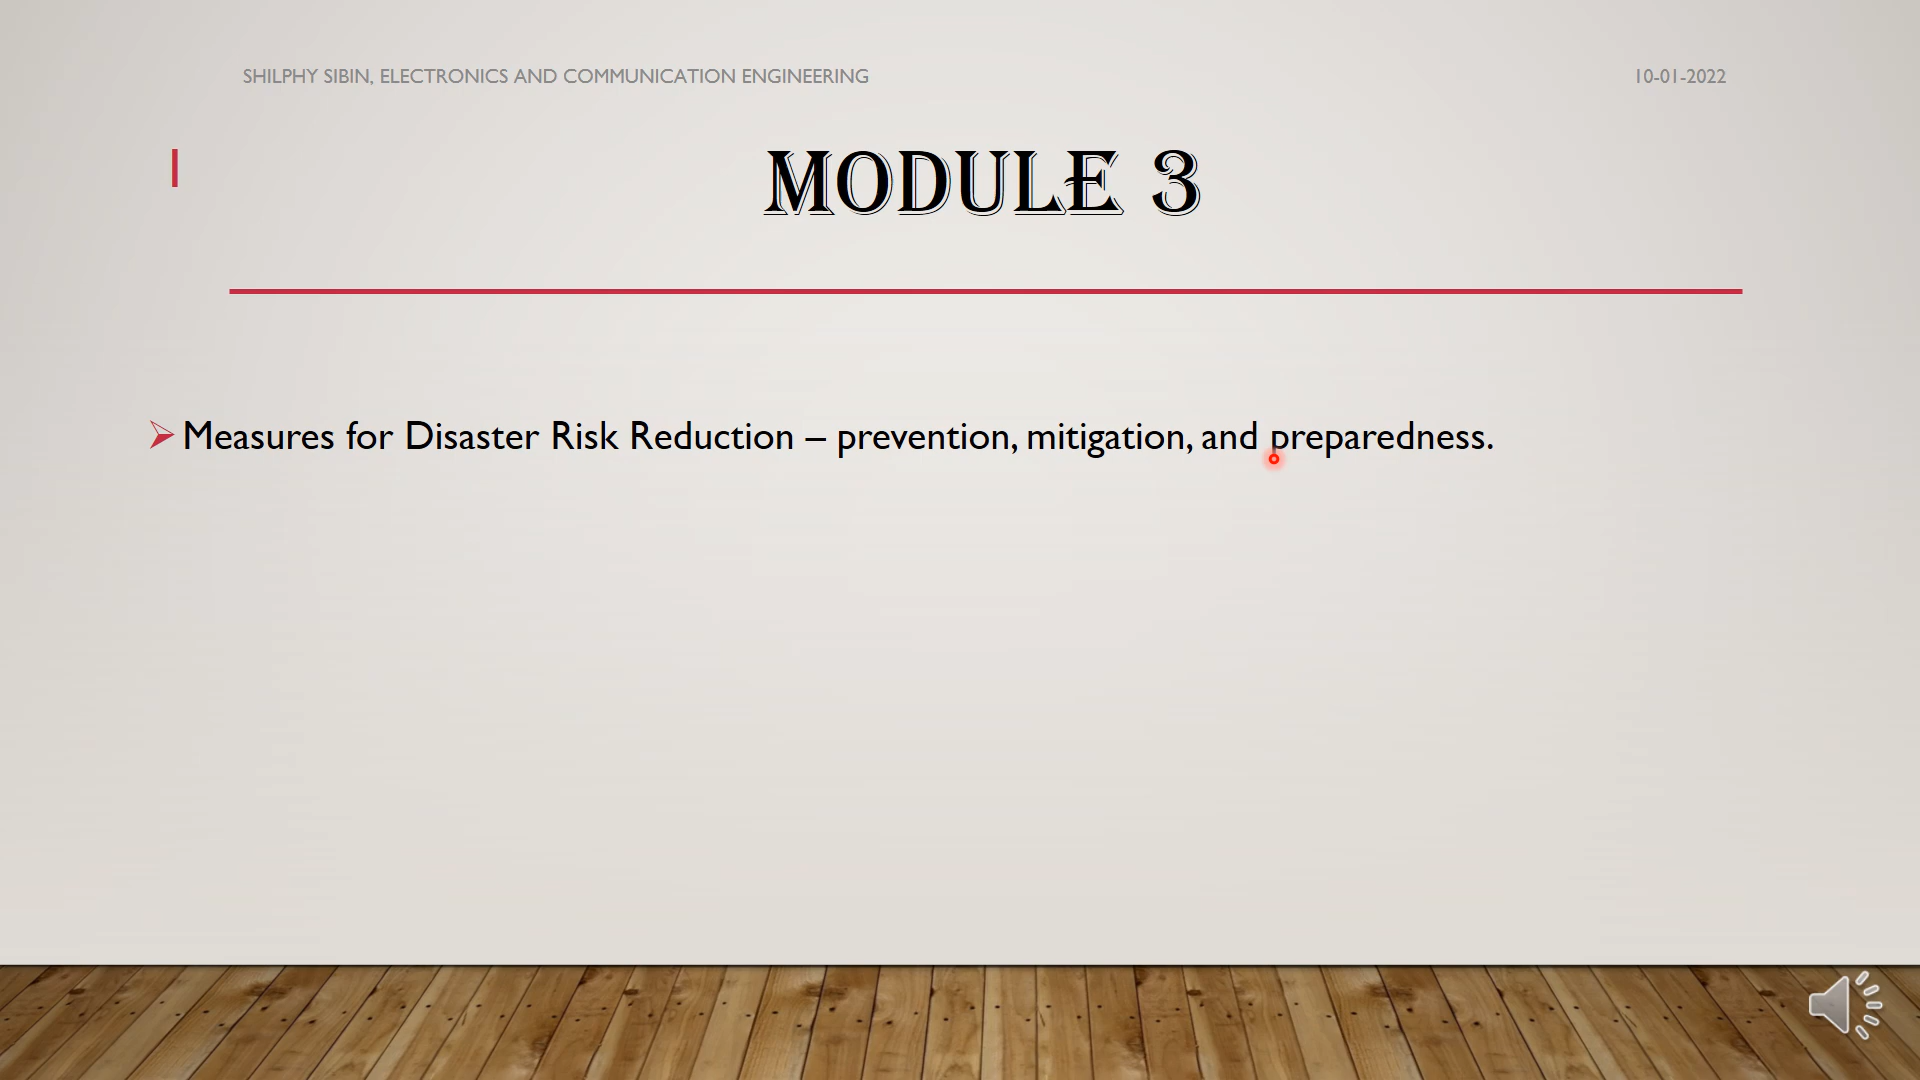 SHILPHY SIBIN, ELECTRONICS AND COMMUNICATION ENGINEERING
10-01-2022
1
MODULE 3
Measures for Disaster Risk Reduction – prevention, mitigation, and preparedness.